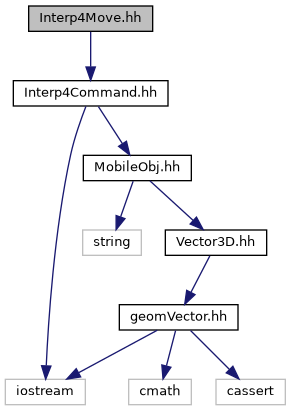 Interp4Move.hh
Interp4Command.hh
MobileObj.hh
string
Vector3D.hh
geomVector.hh
iostream
cmath
cassert